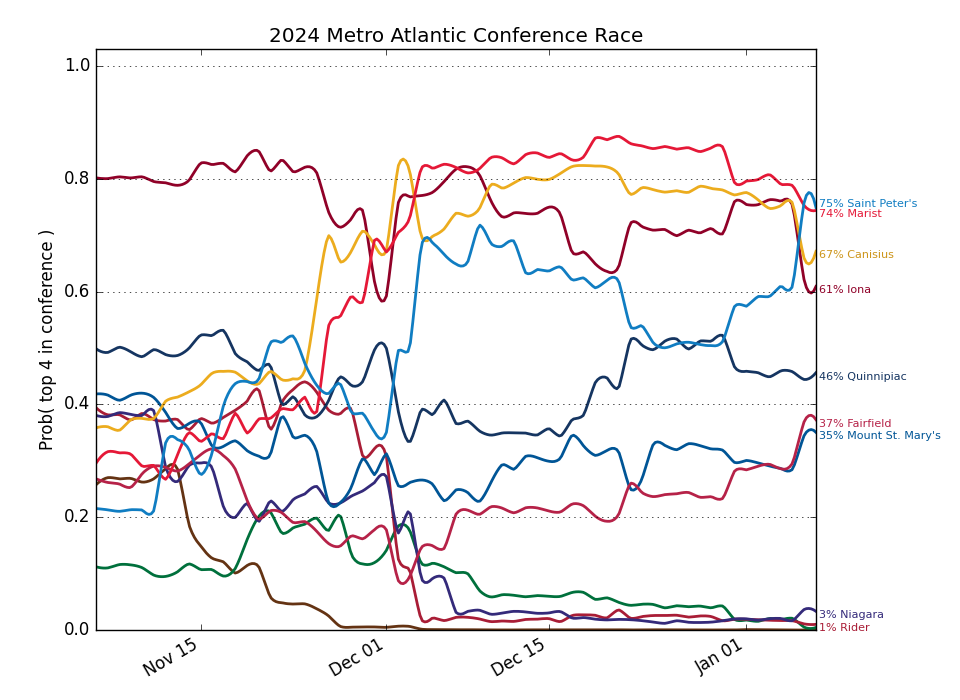 2024 Metro Atlantic Conference Race
Prob( top 4 in conference )
1.0
0.8
0.6
0.4
0.2
0.0
Nov 15
Dec 01
Dec 15
Jan 01
75% Saint Peter's
74% Marist
67% Canisius
61% Iona
46% Quinnipiac
37% Fairfield
35% Mount St. Mary's
3% Niagara
1% Rider